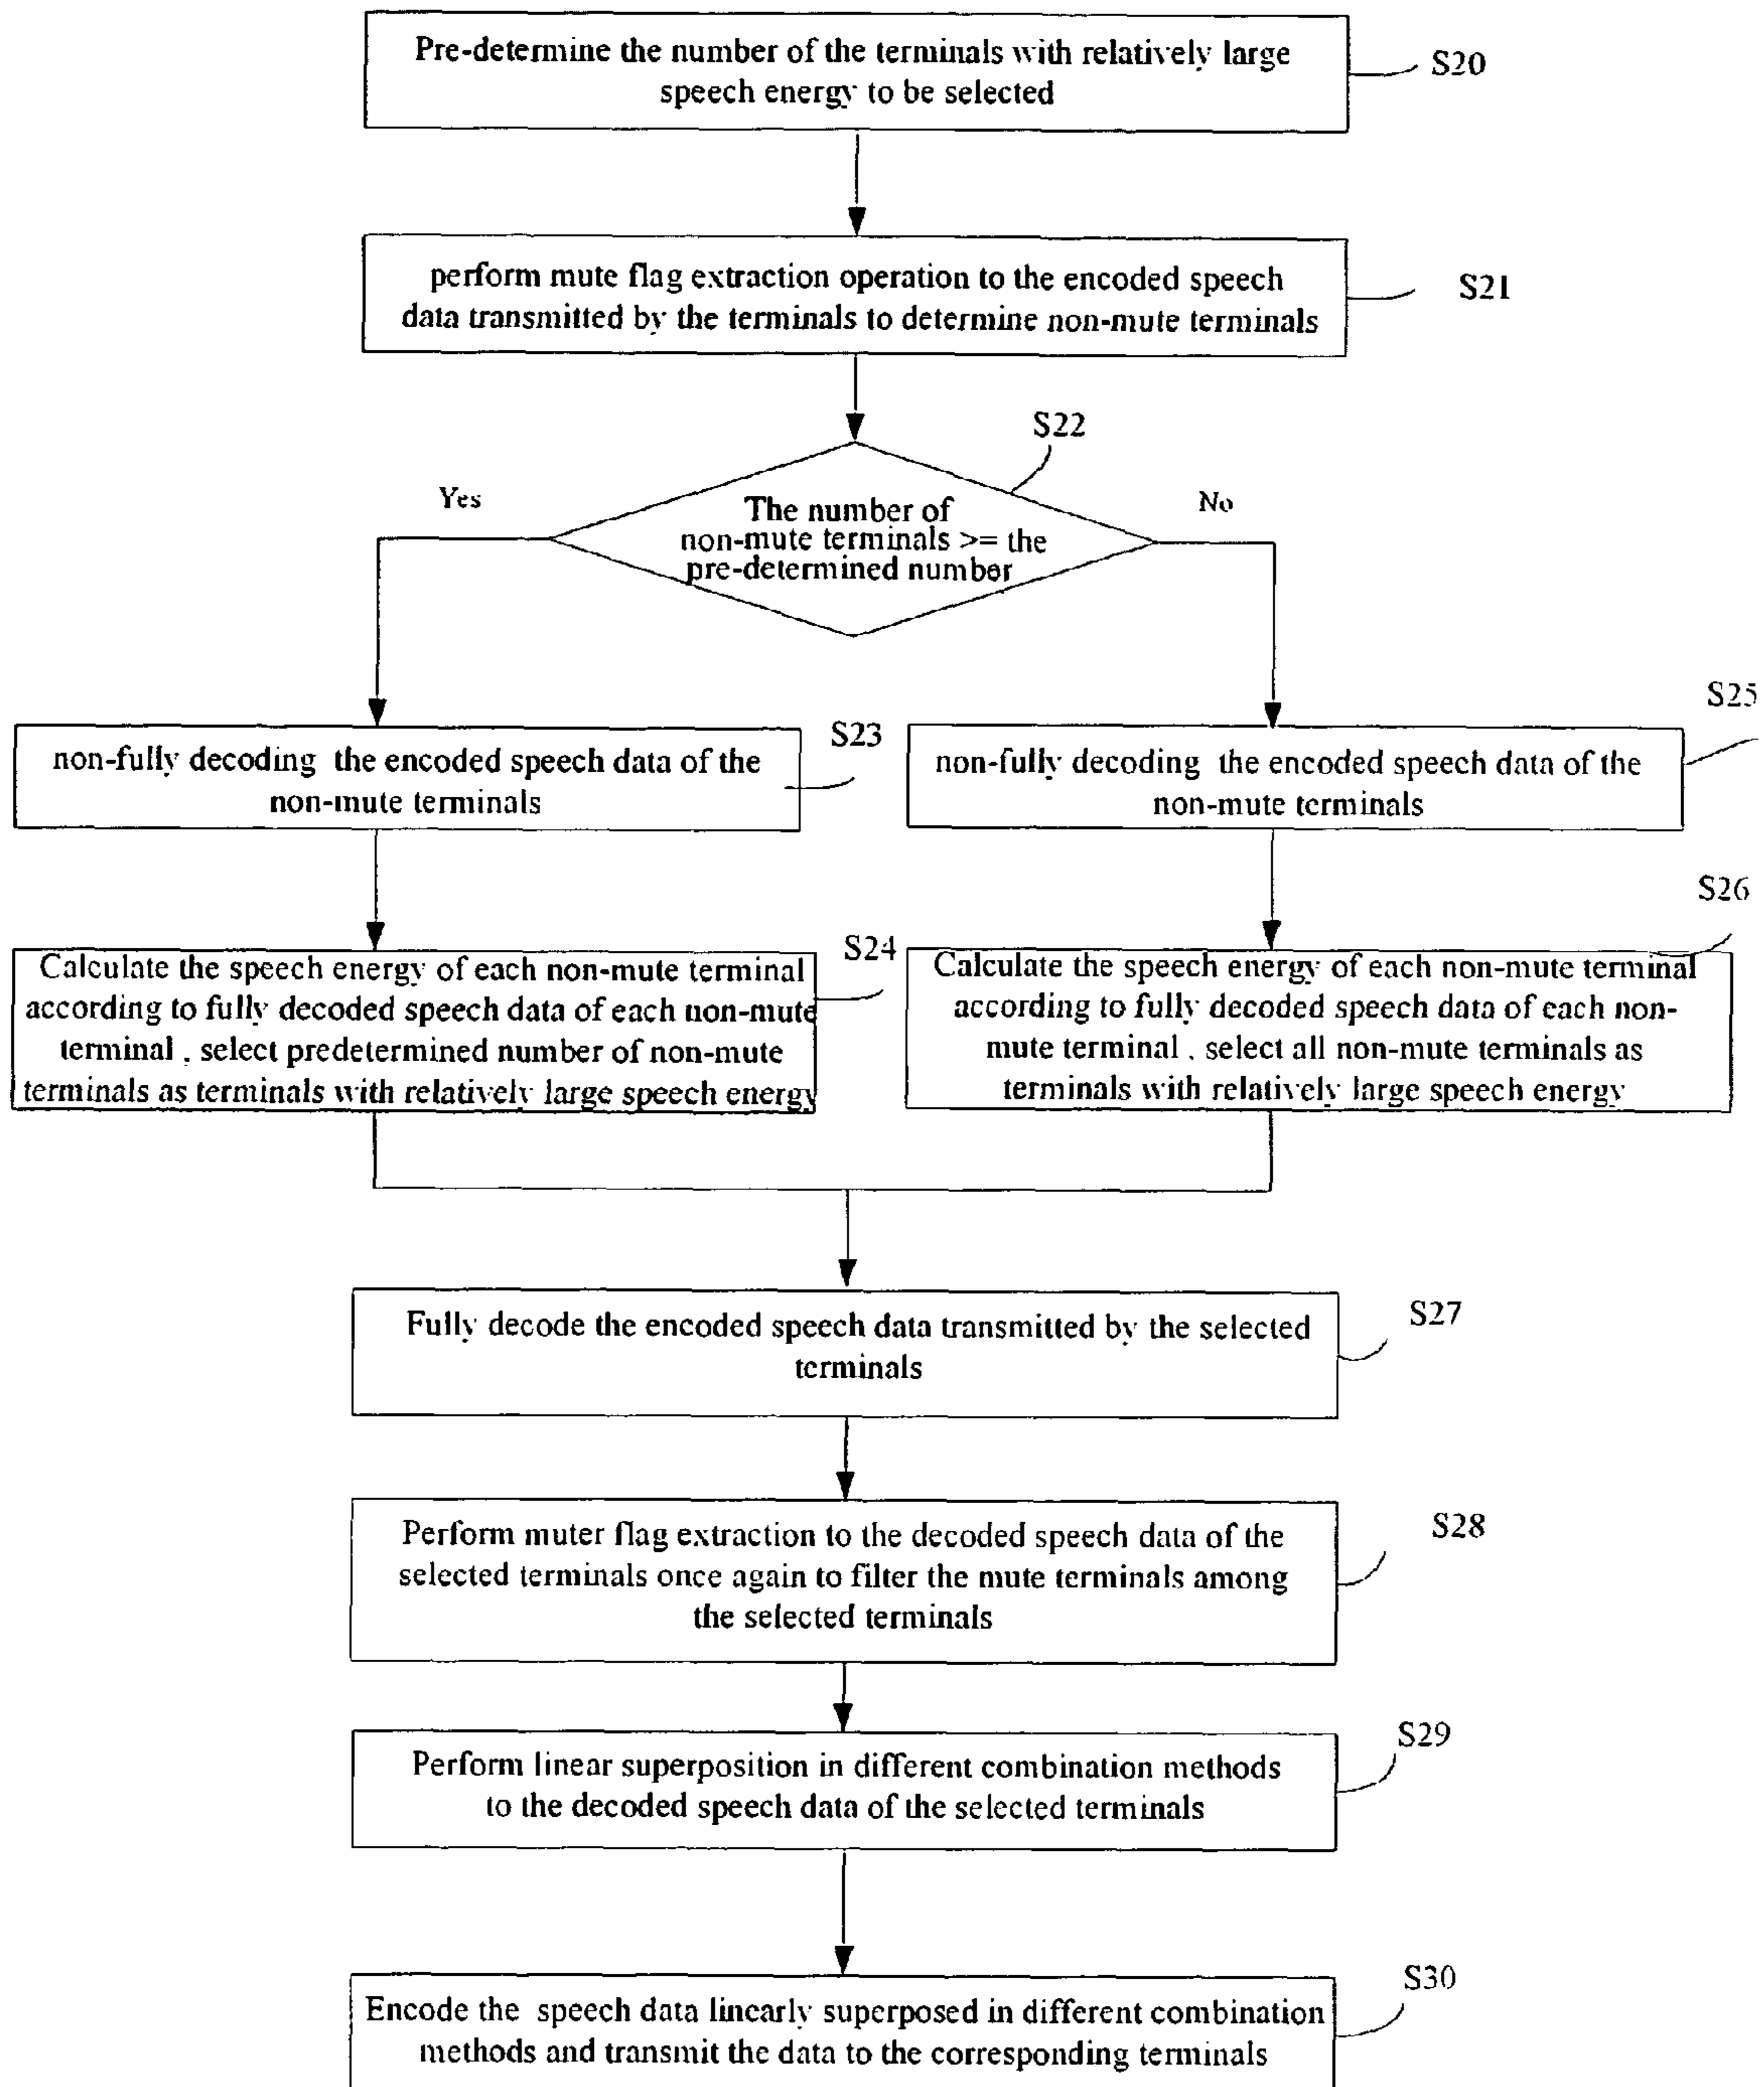 Pre-determine the number of the terminals with relatively large
speech energy to be selected
S20
perform mute flag extraction operation to the encoded speech
data transmitted by the terminals to determine non-mute terminals
S21
S22
Yes
The number of
non-mute terminals >= the
pre-determined number
No
non-fully decoding the encoded speech data of the
non-mute terminals
S23
non-fully decoding the encoded speech data of the
non-mute terminals
S25
Calculate the speech energy of each non-mute terminal
according to fully decoded speech data of each non-mute
terminal , select predetermined number of non-mute
terminals as terminals with relatively large speech energy
S24
Calculate the speech energy of each non-mute terminal
according to fully decoded speech data of each non-
mute terminal , select all non-mute terminals as
terminals with relatively large speech energy
S26
Fully decode the encoded speech data transmitted by the selected
terminals
S27
Perform muter flag extraction to the decoded speech data of the
selected terminals once again to filter the mute terminals among
the selected terminals
S28
Perform linear superposition in different combination methods
to the decoded speech data of the selected terminals
S29
Encode the speech data linearly superposed in different combination
methods and transmit the data to the corresponding terminals
S30